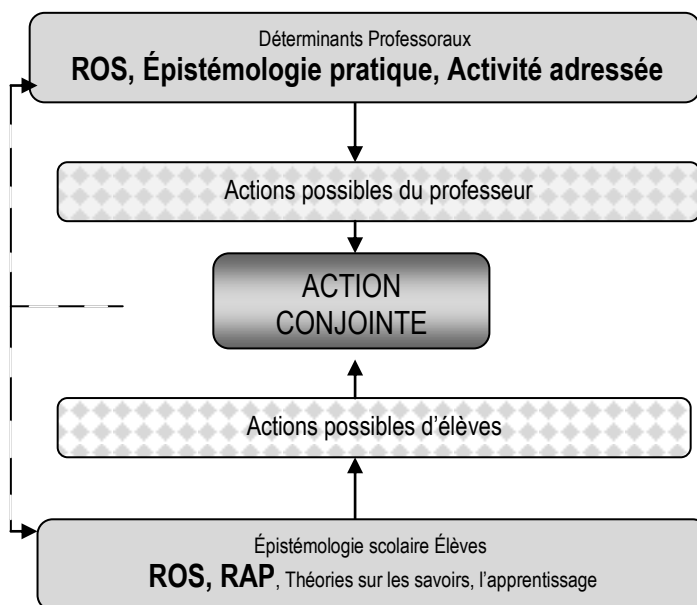 Déterminants Professoraux
ROS, Épistémologie pratique, Activité adressée
Actions possibles du professeur
ACTION
CONJOINTE
Actions possibles d’élèves
Épistémologie scolaire Élèves
ROS, RAP, Théories sur les savoirs, l’apprentissage